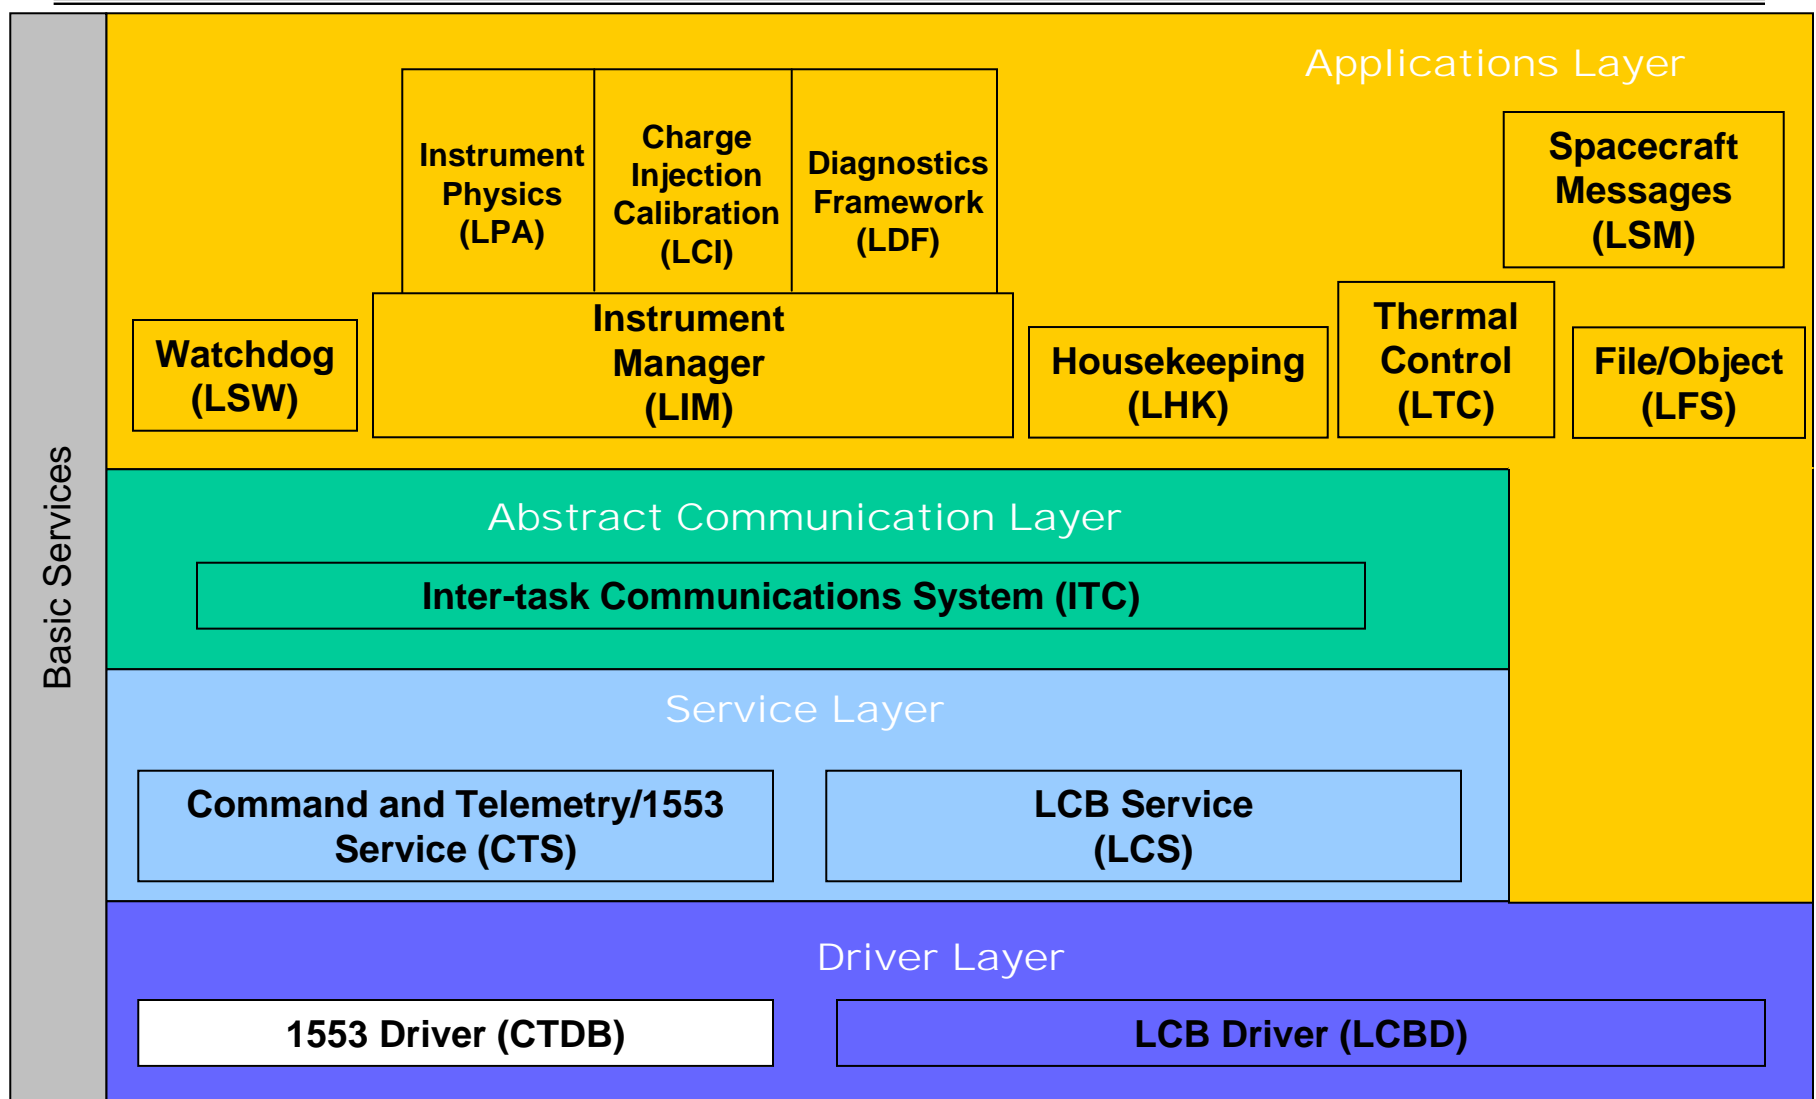 Applications Layer
Instrument
Physics
(LPA)
Charge
Injection
Calibration
(LCI)
Diagnostics
Framework
(LDF)
Spacecraft
Messages
(LSM)
Watchdog
(LSW)
Instrument
Manager
(LIM)
Housekeeping
(LHK)
Thermal
Control
(LTC)
File/Object
(LFS)
Basic Services
Abstract Communication Layer
Inter-task Communications System (ITC)
Service Layer
Command and Telemetry/1553
Service (CTS)
LCB Service
(LCS)
Driver Layer
1553 Driver (CTDB)
LCB Driver (LCBD)